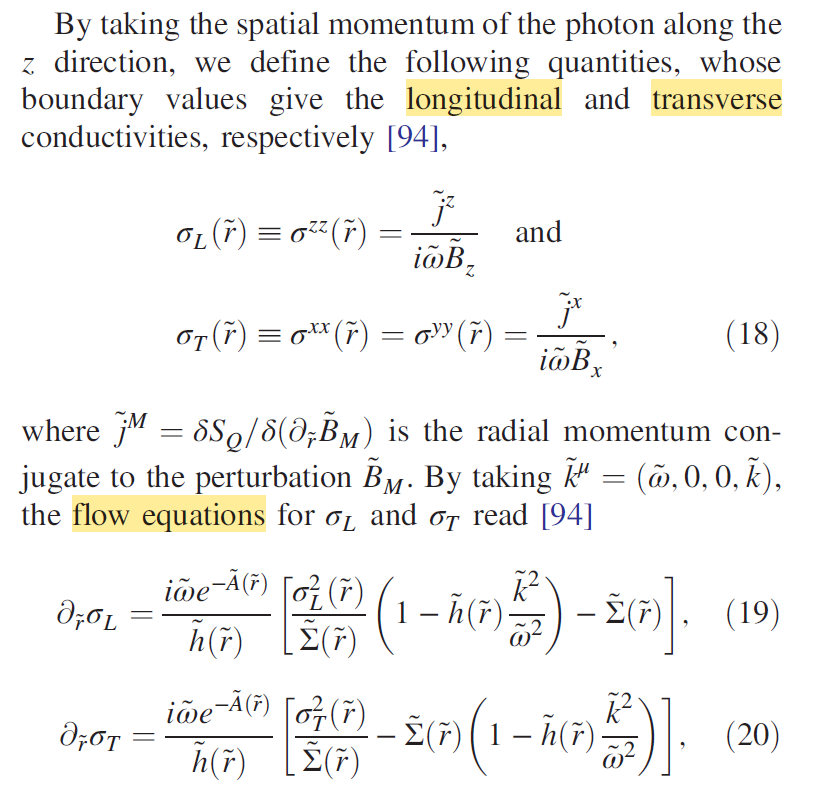 By taking the spatial momentum of the photon along the
z direction, we define the following quantities, whose
boundary values give the longitudinal and transverse
conductivities, respectively [94],
σ_L(r̃) ≡ σ^{zz}(r̃) = j̃^z / (iω̃B̃_z) and
σ_T(r̃) ≡ σ^{xx}(r̃) = σ^{yy}(r̃) = j̃^x / (iω̃B̃_x), (18)
where j̃^M = δS_Q/δ(∂_r̃ B̃_M) is the radial momentum con-
jugate to the perturbation B̃_M. By taking k̃^μ = (ω̃, 0, 0, k̃),
the flow equations for σ_L and σ_T read [94]
∂_r̃ σ_L = (iω̃e^{−Ã(r̃)} / h̃(r̃)) [ (σ_L^2(r̃) / Σ̃(r̃)) (1 − h̃(r̃) k̃^2/ω̃^2) − Σ̃(r̃) ], (19)
∂_r̃ σ_T = (iω̃e^{−Ã(r̃)} / h̃(r̃)) [ σ_T^2(r̃) / Σ̃(r̃) − Σ̃(r̃) (1 − h̃(r̃) k̃^2/ω̃^2) ], (20)